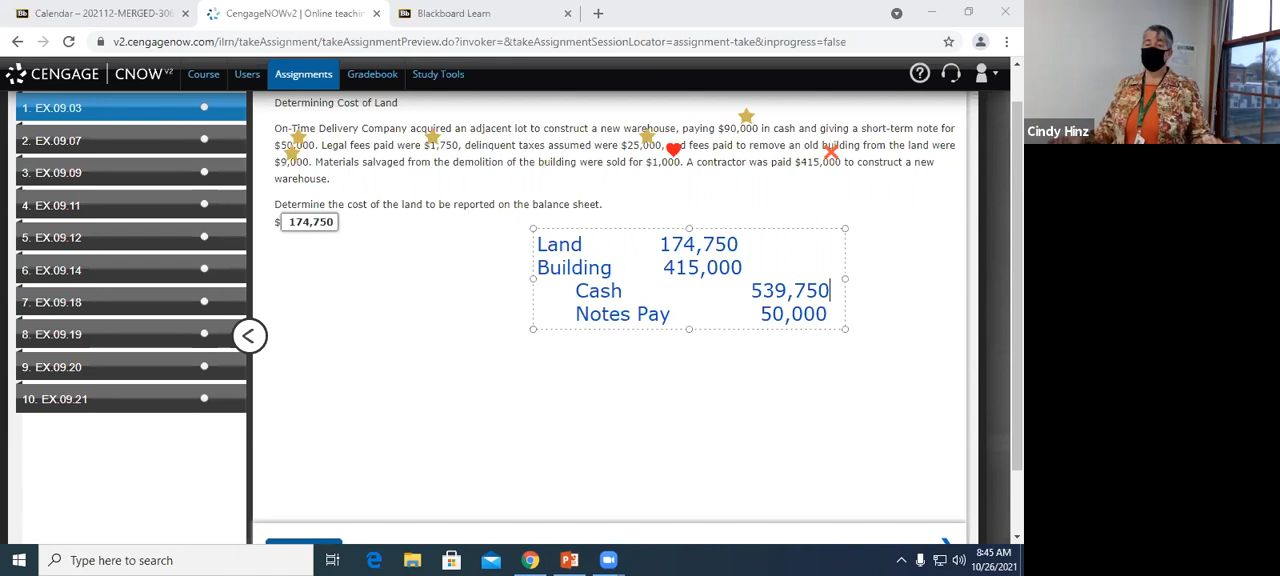 Calendar – 202112-MERGED-306
CengageNOWv2 | Online teachin
Blackboard Learn
v2.cengagenow.com/ilrn/takeAssignment/takeAssignmentPreview.do?invoker=&takeAssignmentSessionLocator=assignment-take&inprogress=false
CENGAGE | CNOWv2 Course Users Assignments Gradebook Study Tools
1. EX.09.03
2. EX.09.07
3. EX.09.09
4. EX.09.11
5. EX.09.12
6. EX.09.14
7. EX.09.18
8. EX.09.19
9. EX.09.20
10. EX.09.21
Determining Cost of Land
On-Time Delivery Company acquired an adjacent lot to construct a new warehouse, paying $90,000 in cash and giving a short-term note for
$50,000. Legal fees paid were $1,750, delinquent taxes assumed were $25,000, and fees paid to remove an old building from the land were
$9,000. Materials salvaged from the demolition of the building were sold for $1,000. A contractor was paid $415,000 to construct a new
warehouse.
Determine the cost of the land to be reported on the balance sheet.
$ 174,750
Land 174,750
Building 415,000
Cash 539,750
Notes Pay 50,000
Cindy Hinz
Type here to search
8:45 AM
10/26/2021